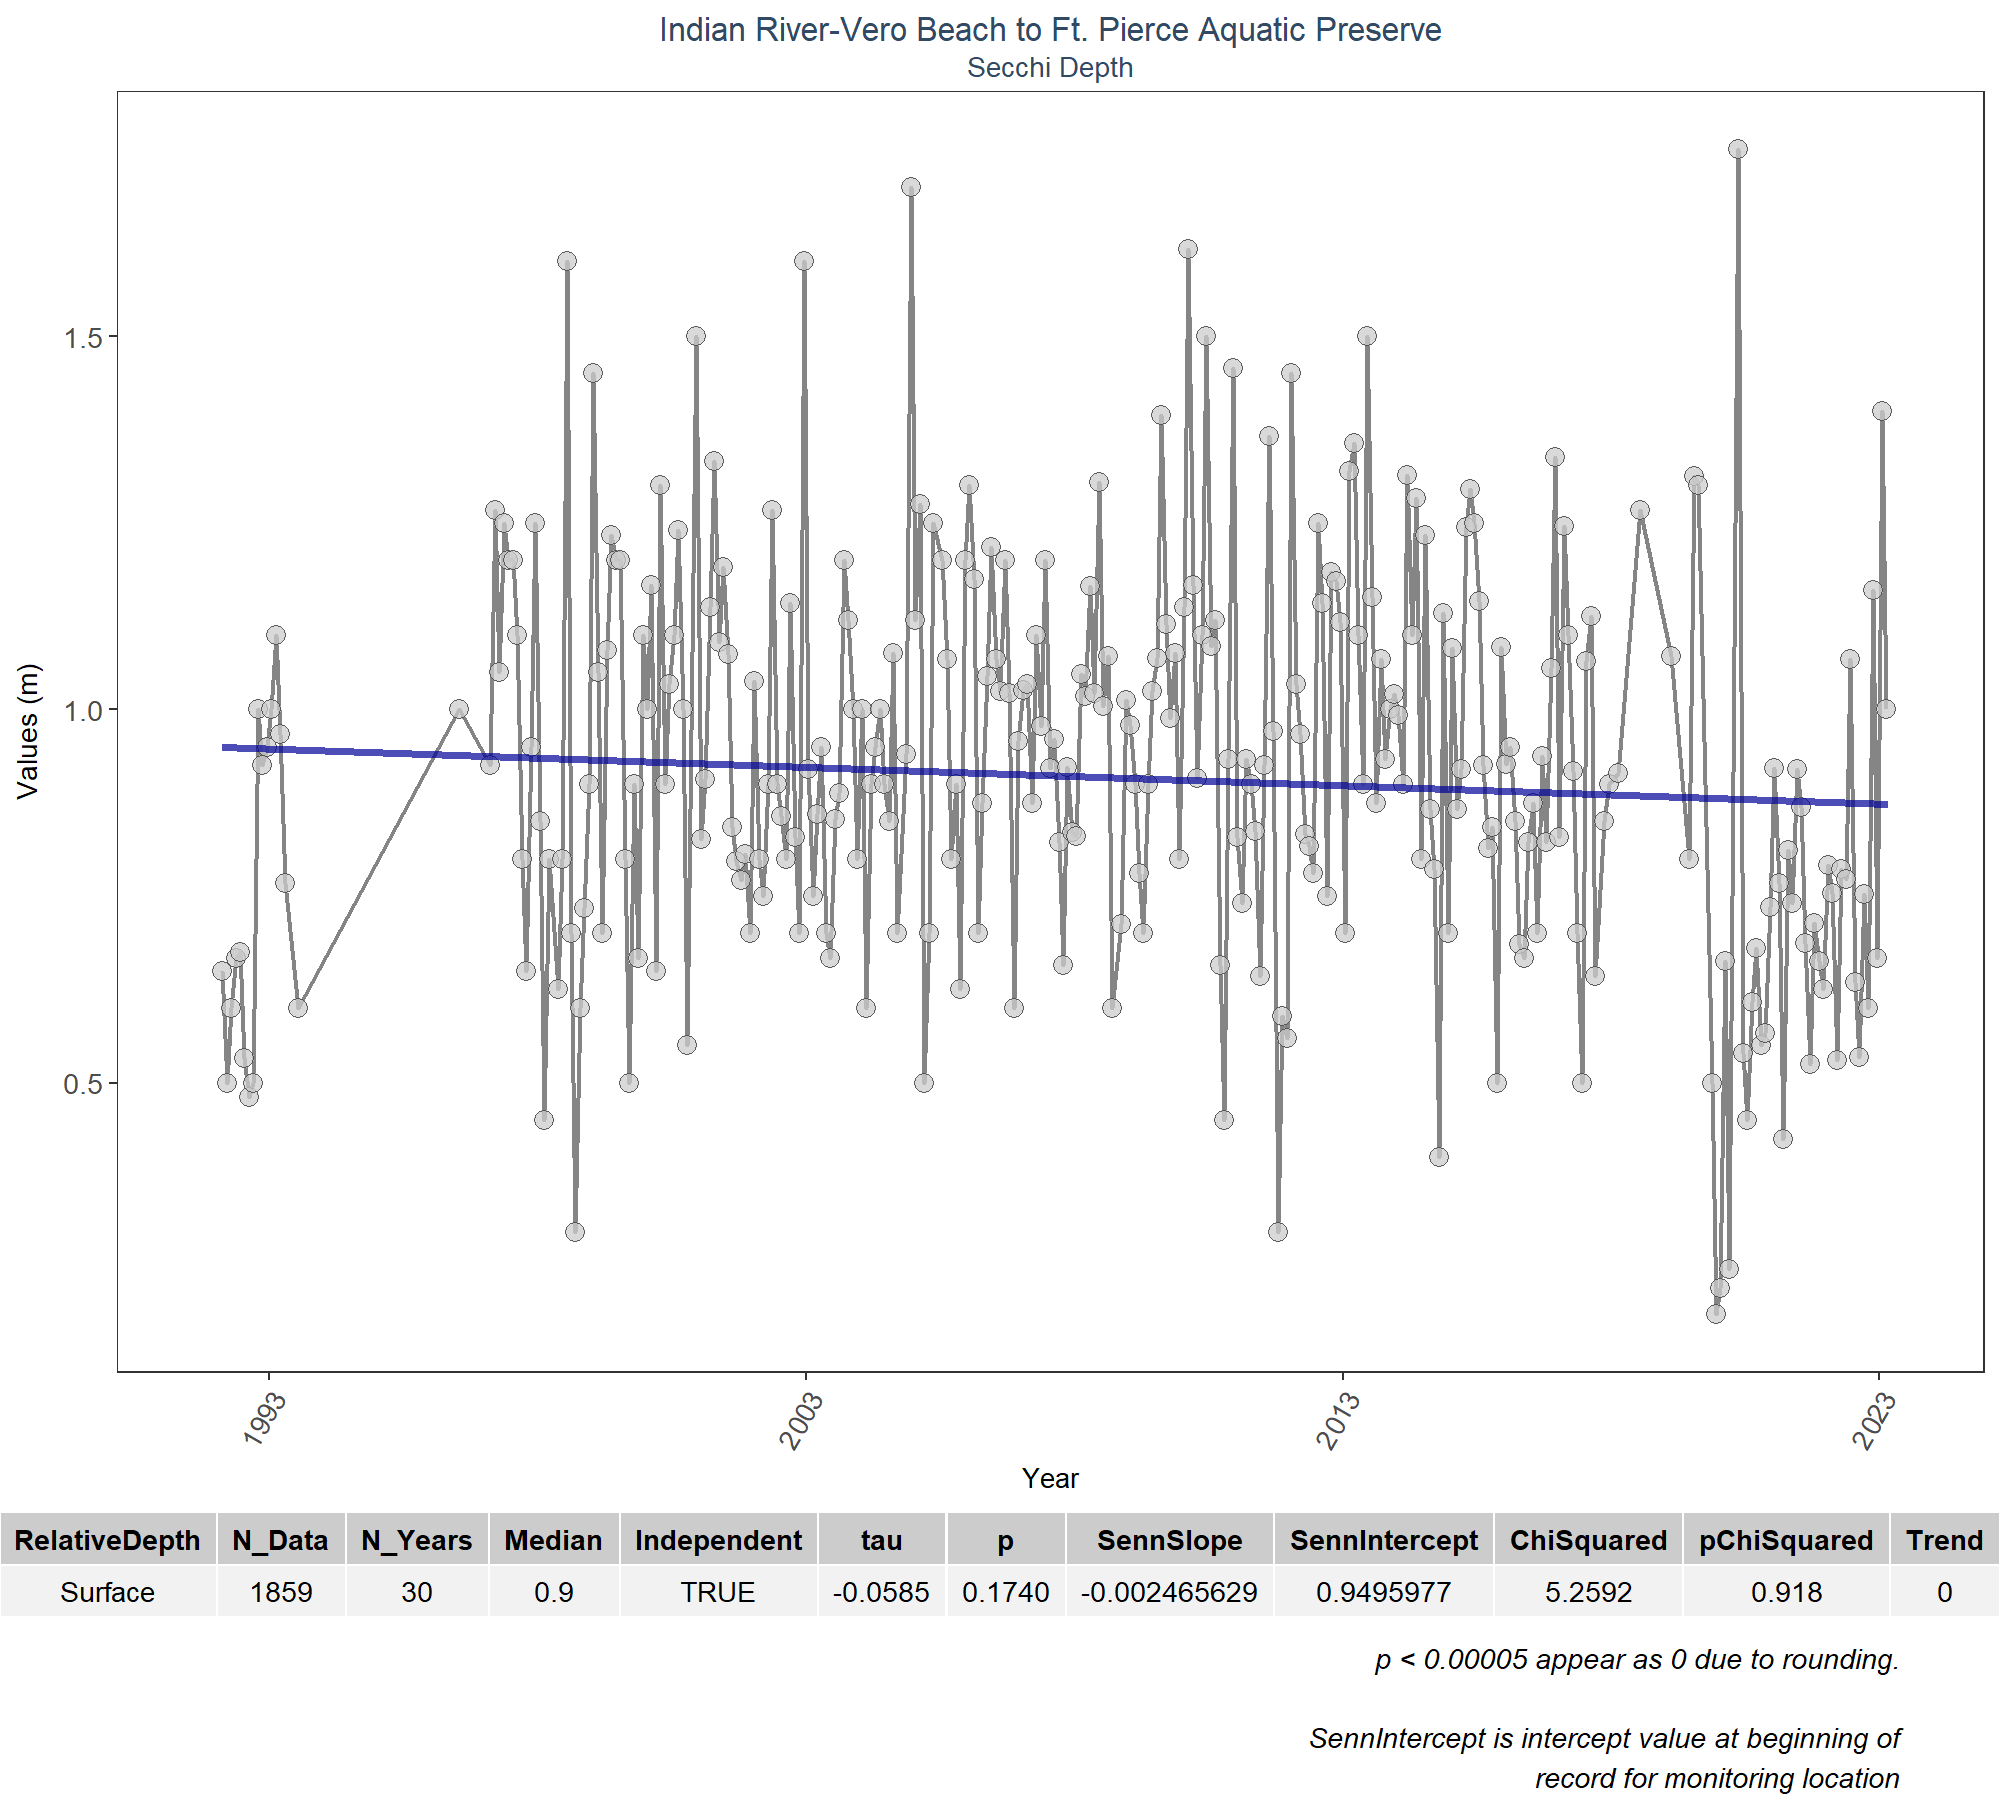 Indian River-Vero Beach to Ft. Pierce Aquatic Preserve
Secchi Depth
Values (m)
1.5
1.0
0.5
1993 2003 2013 2023
Year
RelativeDepth N_Data N_Years Median Independent tau p SennSlope SennIntercept ChiSquared pChiSquared Trend
Surface 1859 30 0.9 TRUE -0.0585 0.1740 -0.002465629 0.9495977 5.2592 0.918 0
p < 0.00005 appear as 0 due to rounding.
SennIntercept is intercept value at beginning of
record for monitoring location